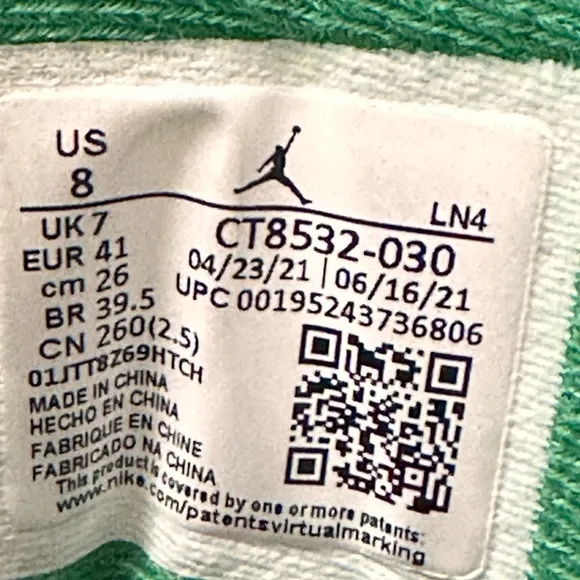 US
8
LN4
UK 7
EUR 41
cm 26
BR 39.5
CN 260(2.5)
CT8532-030
04/23/21 | 06/16/21
UPC 00195243736806
01JTT8Z69HTCH
MADE IN CHINA
HECHO EN CHINA
FABRIQUE EN CHINE
FABRICADO NA CHINA
This product is covered by one or more patents:
www.nike.com/patentsvirtualmarking